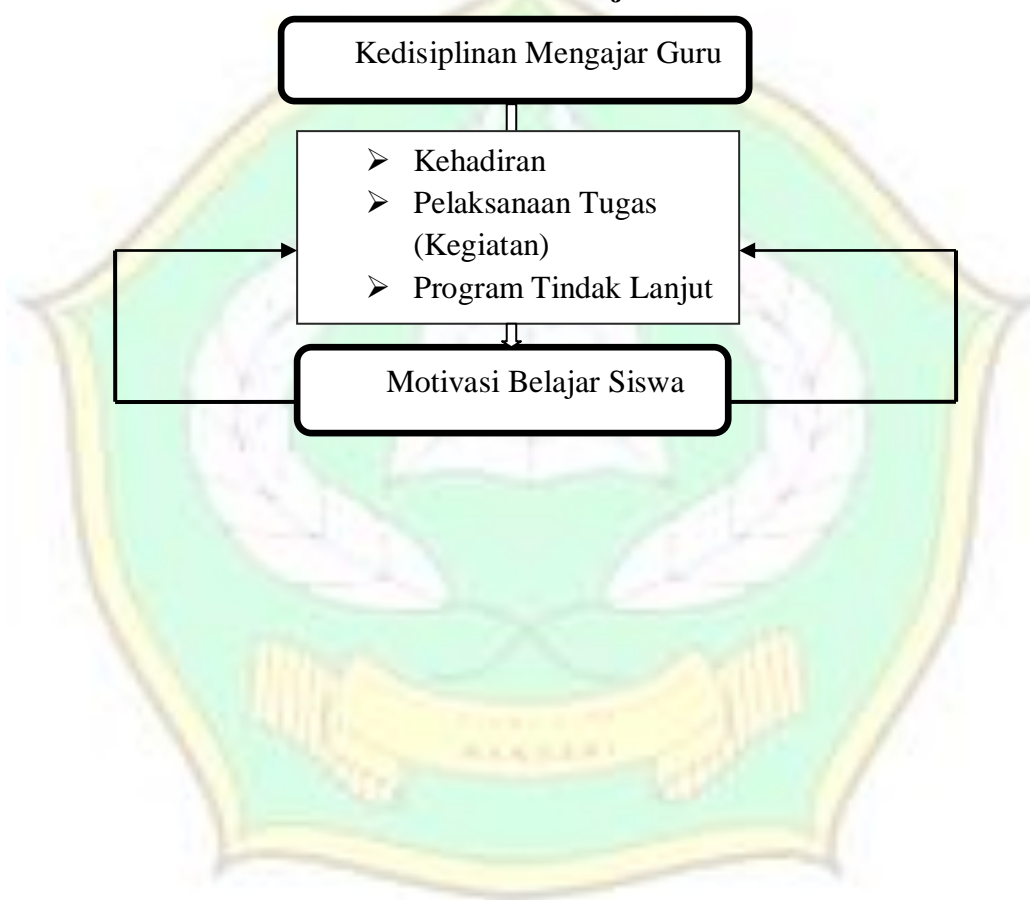 Kedisiplinan Mengajar Guru
➢ Kehadiran
➢ Pelaksanaan Tugas
(Kegiatan)
➢ Program Tindak Lanjut
Motivasi Belajar Siswa